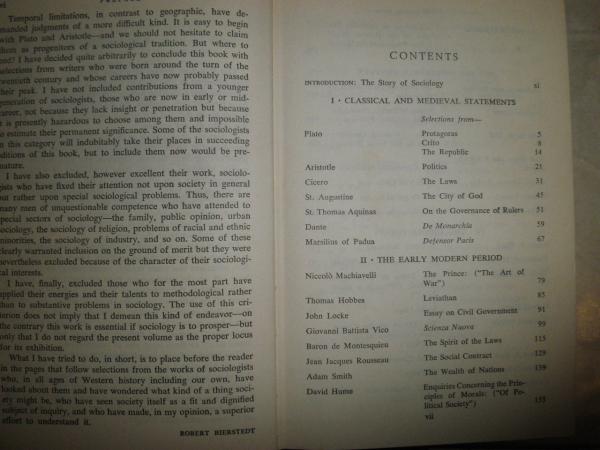 xi
Temporal limitations, in contrast to geographic, have de-
manded judgments of a more difficult kind. It is easy to begin
with Plato and Aristotle—and we should not hesitate to claim
them as progenitors of a sociological tradition. But where to
end? I have decided quite arbitrarily to conclude this book with
selections from writers who were born around the turn of the
twentieth century and whose careers have now probably passed
their peak. I have not included contributions from a younger
generation of sociologists, those who are now in early or mid-
career, not because they lack insight or penetration but because
it is presently hazardous to choose among them and impossible
to estimate their permanent significance. Some of the sociologists
in this category will indubitably take their places in succeeding
editions of this book, but to include them now would be pre-
mature.
I have also excluded, however excellent their work, sociolo-
gists who have fixed their attention not upon society in general
but rather upon special sociological problems. Thus, there are
many men of unquestionable competence who have attended to
special sectors of sociology—the family, public opinion, urban
sociology, the sociology of religion, problems of racial and ethnic
minorities, the sociology of industry, and so on. Some of these
clearly warranted inclusion on the ground of merit but they were
nevertheless excluded because of the character of their sociologi-
cal interests.
I have, finally, excluded those who for the most part have
applied their energies and their talents to methodological rather
than to substantive problems in sociology. The use of this cri-
terion does not imply that I demean this kind of endeavor—on
the contrary this work is essential if sociology is to prosper—but
only that I do not regard the present volume as the proper locus
for its exhibition.
What I have tried to do, in short, is to place before the reader
in the pages that follow selections from the works of sociologists
who, in all ages of Western history including our own, have
looked about them and have wondered what kind of a thing soci-
ety might be, who have seen society itself as a fit and dignified
subject of inquiry, and who have made, in my opinion, a superior
effort to understand it.
ROBERT BIERSTEDT
CONTENTS
INTRODUCTION: The Story of Sociology xi
I · CLASSICAL AND MEDIEVAL STATEMENTS
Selections from—
Plato Protagoras 5
Crito 8
The Republic 14
Aristotle Politics 21
Cicero The Laws 31
St. Augustine The City of God 45
St. Thomas Aquinas On the Governance of Rulers 51
Dante De Monarchia 59
Marsilius of Padua Defensor Pacis 67
II · THE EARLY MODERN PERIOD
Niccolò Machiavelli The Prince: ("The Art of
War") 79
Thomas Hobbes Leviathan 85
John Locke Essay on Civil Government 91
Giovanni Battista Vico Scienza Nuova 99
Baron de Montesquieu The Spirit of the Laws 115
Jean Jacques Rousseau The Social Contract 129
Adam Smith The Wealth of Nations 139
David Hume Enquiries Concerning the Prin-
ciples of Morals: ("Of Po-
litical Society") 155
vii